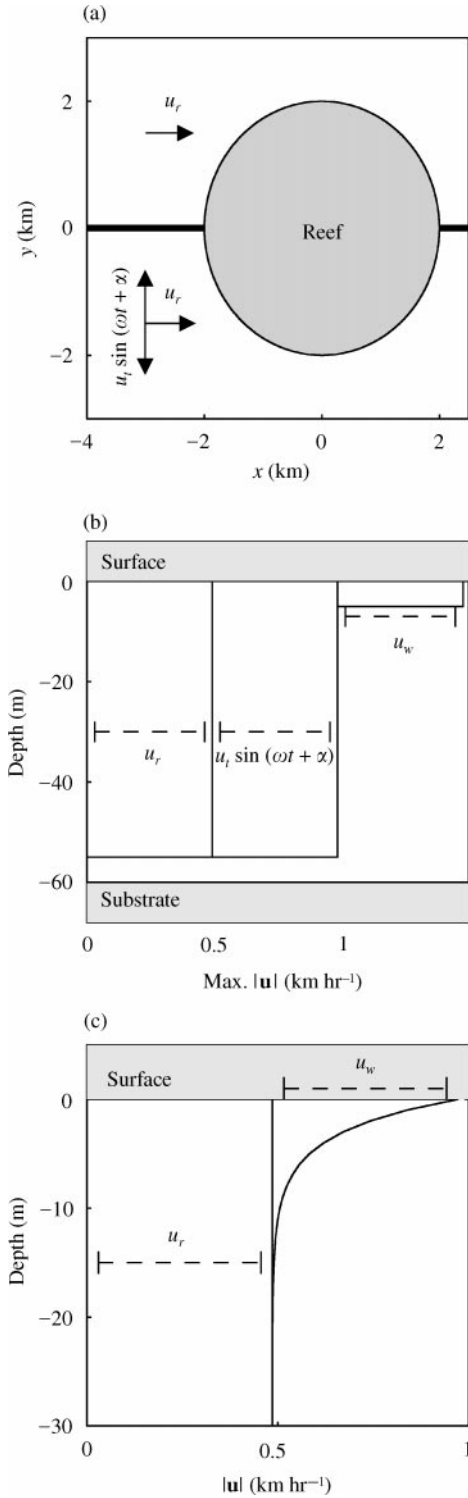 (a)
2
u_r
y (km)
0
Reef
u_t sin (ωt + α)
u_r
−2
−4
−2
0
2
x (km)
(b)
Surface
0
u_w
−20
Depth (m)
u_r
u_t sin (ωt + α)
−40
−60
Substrate
0
0.5
1
Max. |u| (km hr⁻¹)
(c)
u_w
Surface
0
−10
Depth (m)
u_r
−20
−30
0
0.5
1
|u| (km hr⁻¹)